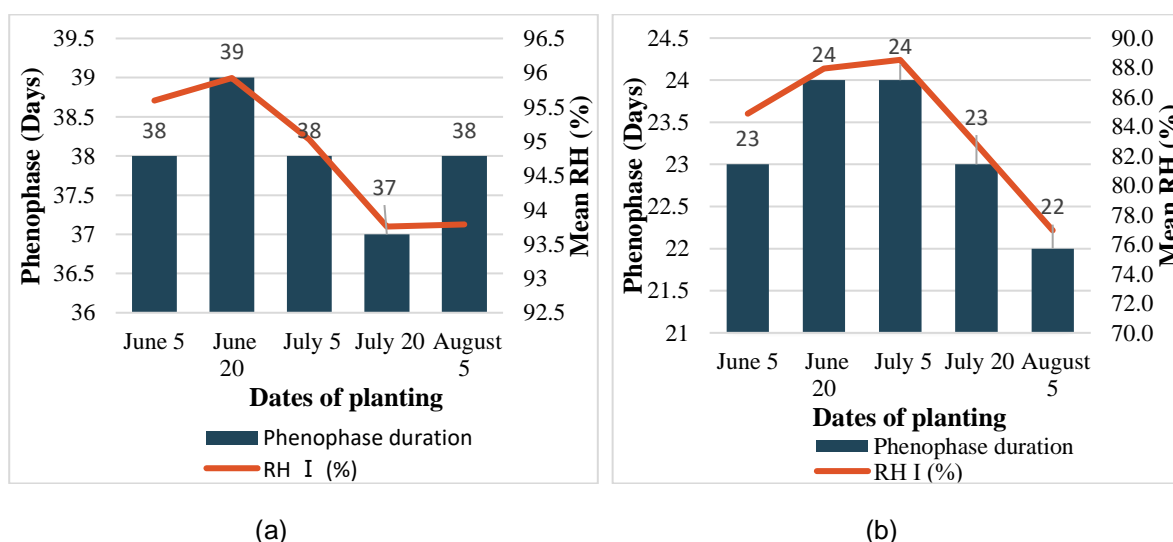 39.5
39
38.5
38
37.5
37
36.5
36
Phenophase (Days)
38
39
38
37
38
96.5
96
95.5
95
94.5
94
93.5
93
92.5
Mean RH (%)
June 5
June
20
July 5
July 20
August
5
Dates of planting
Phenophase duration
RH I (%)
(a)
24.5
24
23.5
23
22.5
22
21.5
21
Phenophase (Days)
23
24
24
23
22
90.0
88.0
86.0
84.0
82.0
80.0
78.0
76.0
74.0
72.0
70.0
Mean RH (%)
June 5
June
20
July 5
July 20
August
5
Dates of planting
Phenophase duration
RH I (%)
(b)